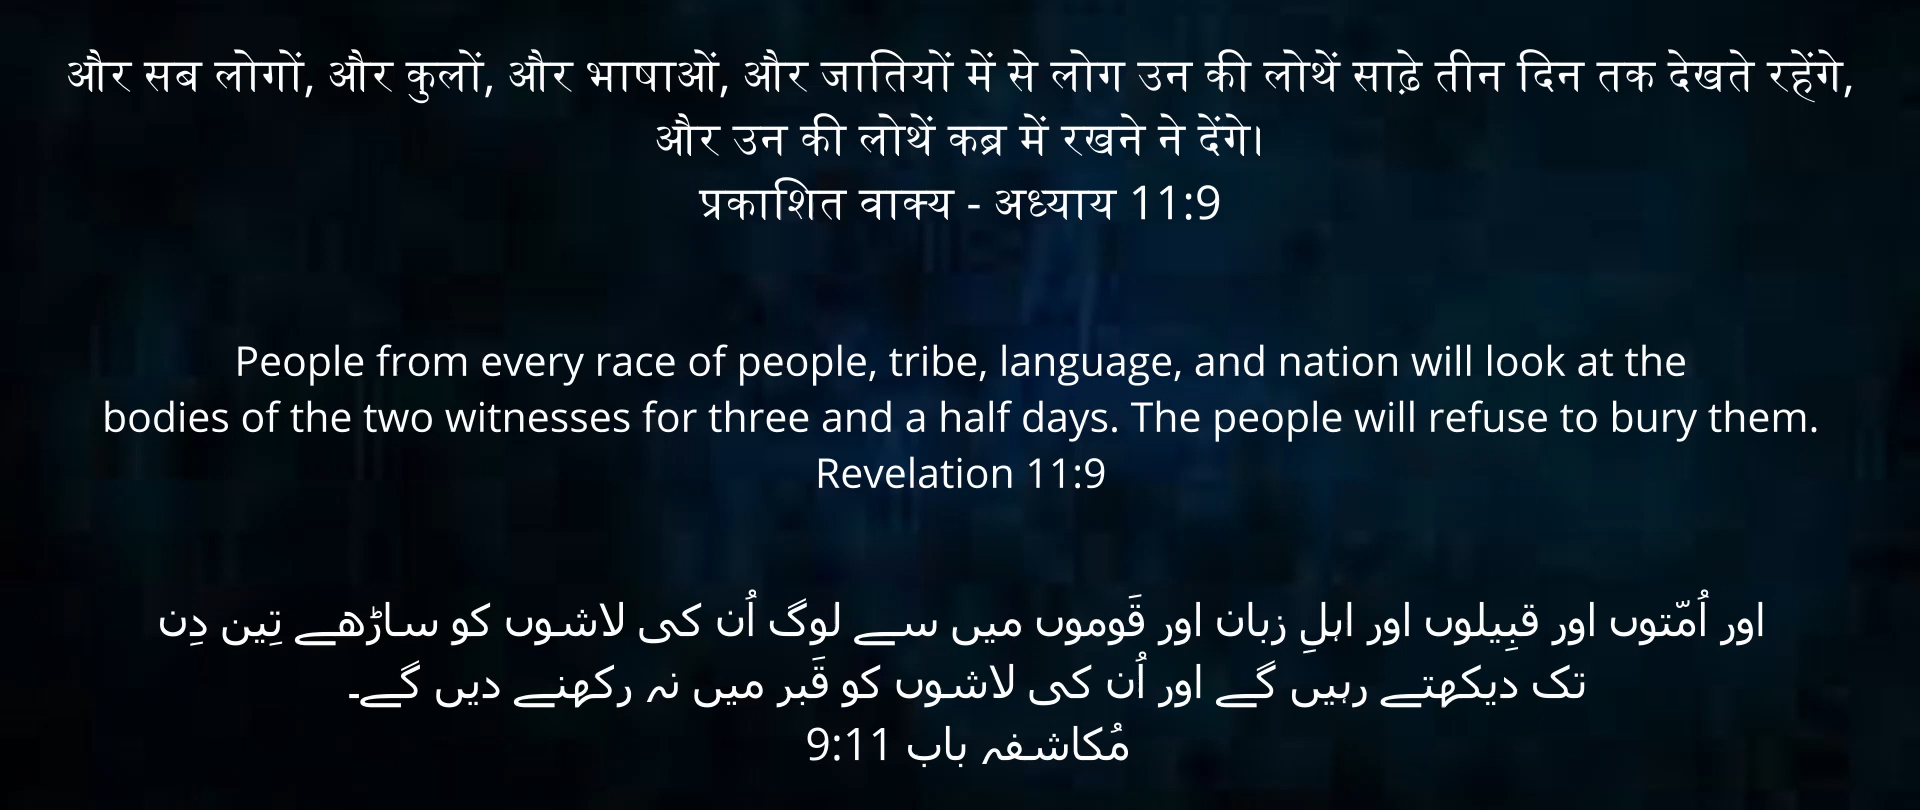 और सब लोगों, और कुलों, और भाषाओं, और जातियों में से लोग उन की लोथें साढ़े तीन दिन तक देखते रहेंगे,
और उन की लोथें कब्र में रखने ने देंगे।
प्रकाशित वाक्य - अध्याय 11:9
People from every race of people, tribe, language, and nation will look at the
bodies of the two witnesses for three and a half days. The people will refuse to bury them.
Revelation 11:9
اور اُمّتوں اور قبِیلوں اور اہلِ زبان اور قَوموں میں سے لوگ اُن کی لاشوں کو ساڑھے تِین دِن
تک دیکھتے رہیں گے اور اُن کی لاشوں کو قَبر میں نہ رکھنے دیں گے۔
مُکاشفہ باب 9:11